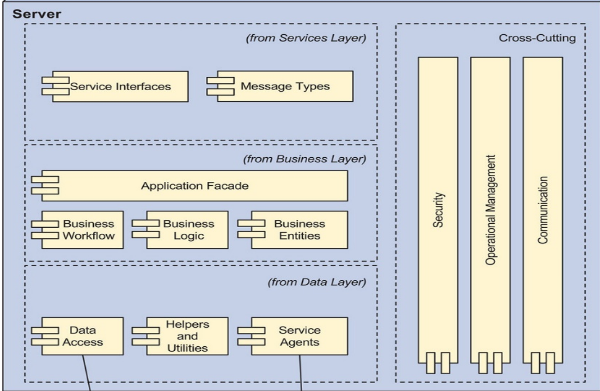 Server
(from Services Layer)
Service Interfaces
Message Types
(from Business Layer)
Application Facade
Business
Workflow
Business
Logic
Business
Entities
(from Data Layer)
Data
Access
Helpers
and
Utilities
Service
Agents
Cross-Cutting
Security
Operational Management
Communication